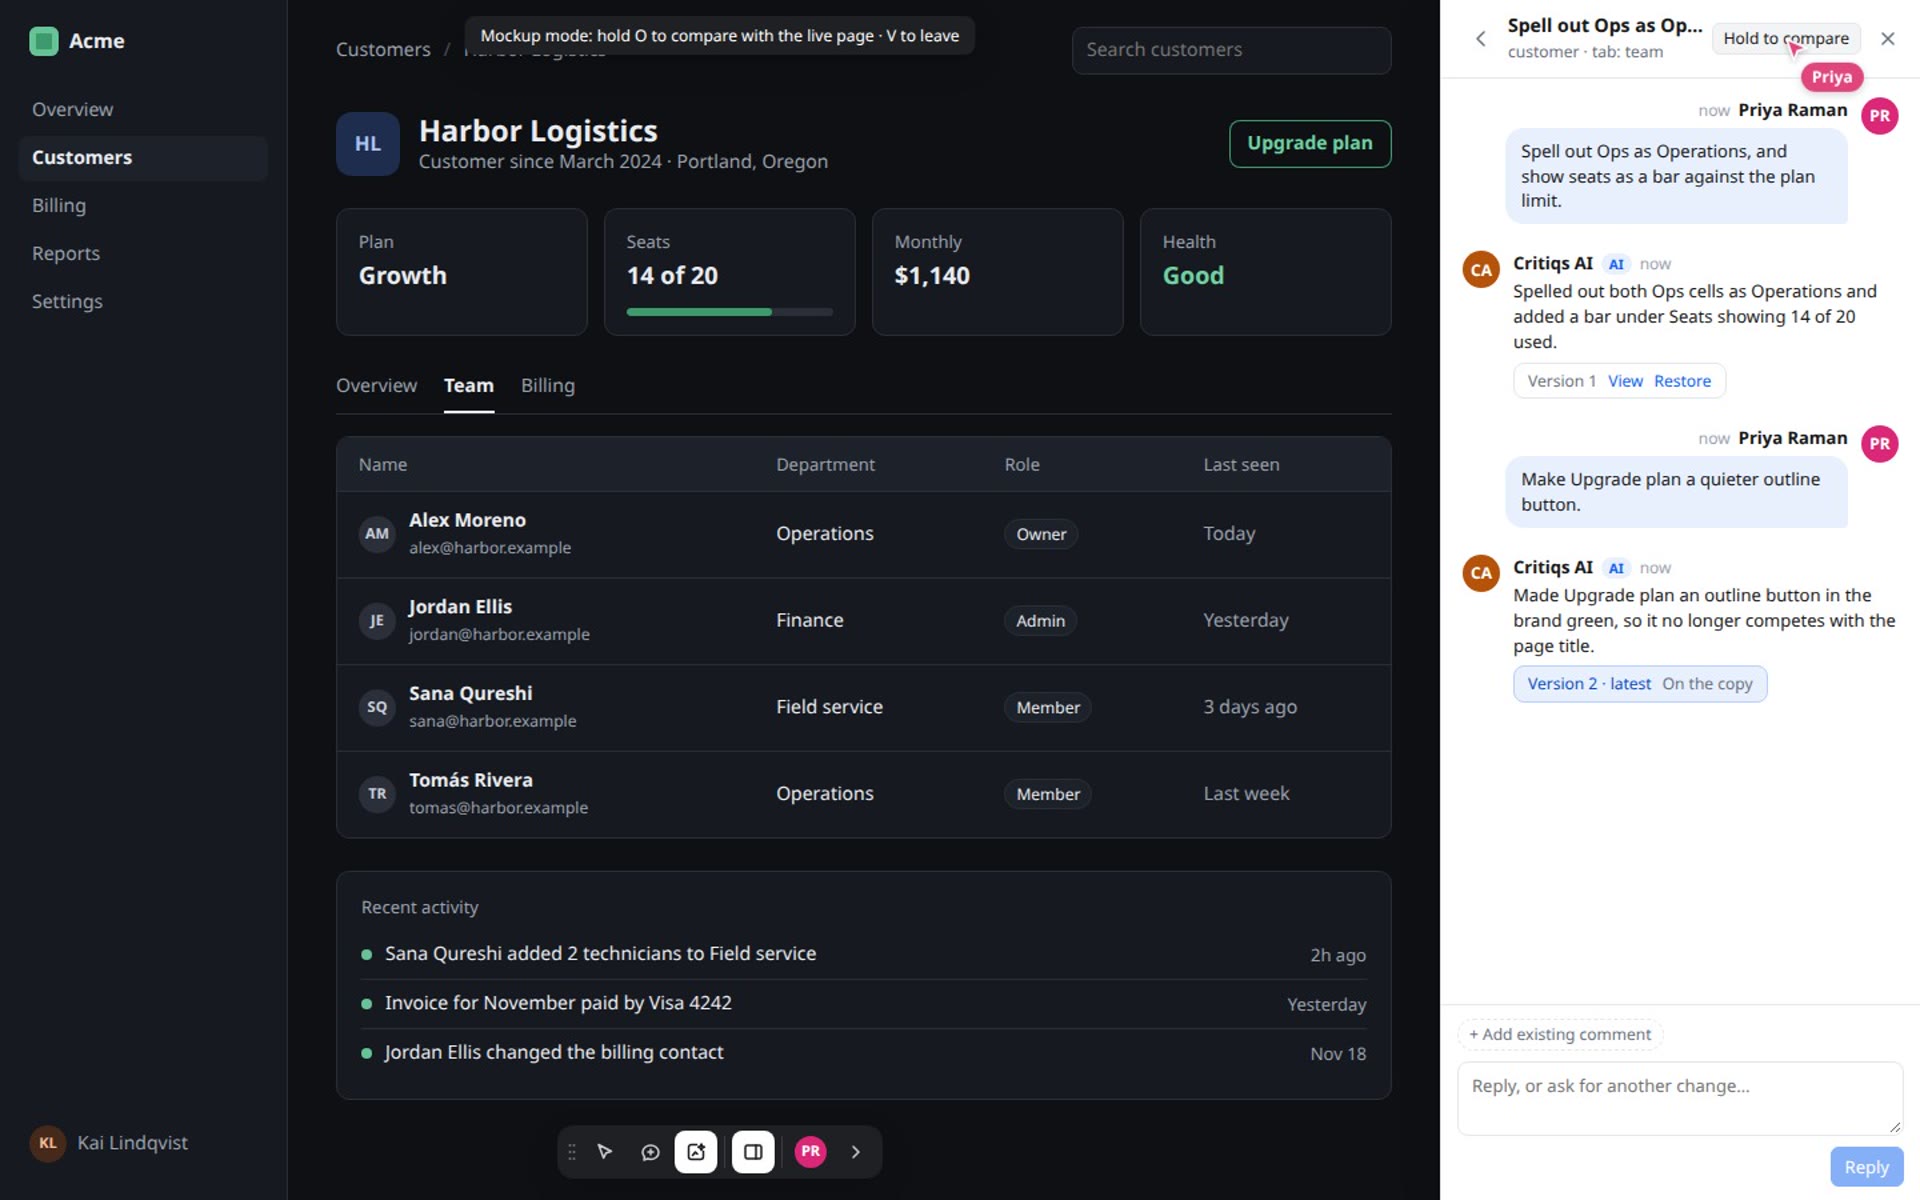 Acme
Overview
Customers
Billing
Reports
Settings
KL Kai Lindqvist
Customers /
Mockup mode: hold O to compare with the live page · V to leave
Search customers
HL
Harbor Logistics
Customer since March 2024 · Portland, Oregon
Upgrade plan
Plan
Growth
Seats
14 of 20
Monthly
$1,140
Health
Good
Overview Team Billing
Name Department Role Last seen
AM Alex Moreno
alex@harbor.example
Operations Owner Today
JE Jordan Ellis
jordan@harbor.example
Finance Admin Yesterday
SQ Sana Qureshi
sana@harbor.example
Field service Member 3 days ago
TR Tomás Rivera
tomas@harbor.example
Operations Member Last week
Recent activity
Sana Qureshi added 2 technicians to Field service 2h ago
Invoice for November paid by Visa 4242 Yesterday
Jordan Ellis changed the billing contact Nov 18
PR
Spell out Ops as Op...
customer · tab: team
Hold to compare
Priya
now Priya Raman PR
Spell out Ops as Operations, and
show seats as a bar against the plan
limit.
CA Critiqs AI AI now
Spelled out both Ops cells as Operations and
added a bar under Seats showing 14 of 20
used.
Version 1 View Restore
now Priya Raman PR
Make Upgrade plan a quieter outline
button.
CA Critiqs AI AI now
Made Upgrade plan an outline button in the
brand green, so it no longer competes with the
page title.
Version 2 · latest On the copy
+ Add existing comment
Reply, or ask for another change...
Reply